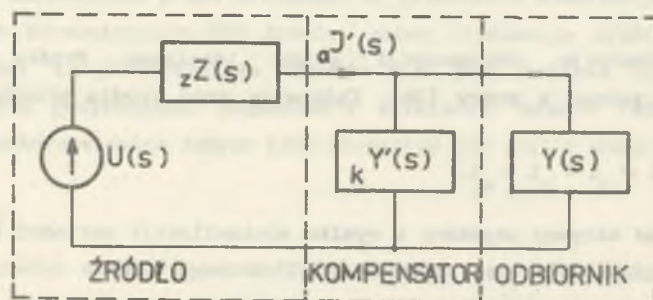 zZ(s)
aJ'(s)
U(s)
kY'(s)
Y(s)
ŹRÓDŁO KOMPENSATOR ODBIORNIK